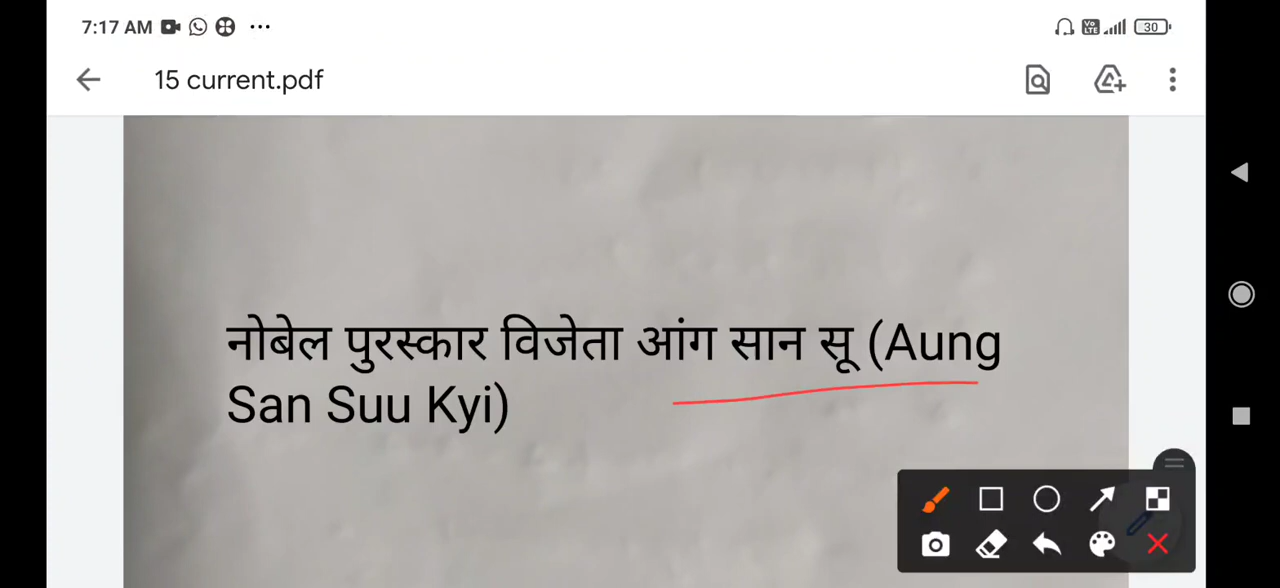 7:17 AM
30
15 current.pdf
नोबेल पुरस्कार विजेता आंग सान सू (Aung
San Suu Kyi)